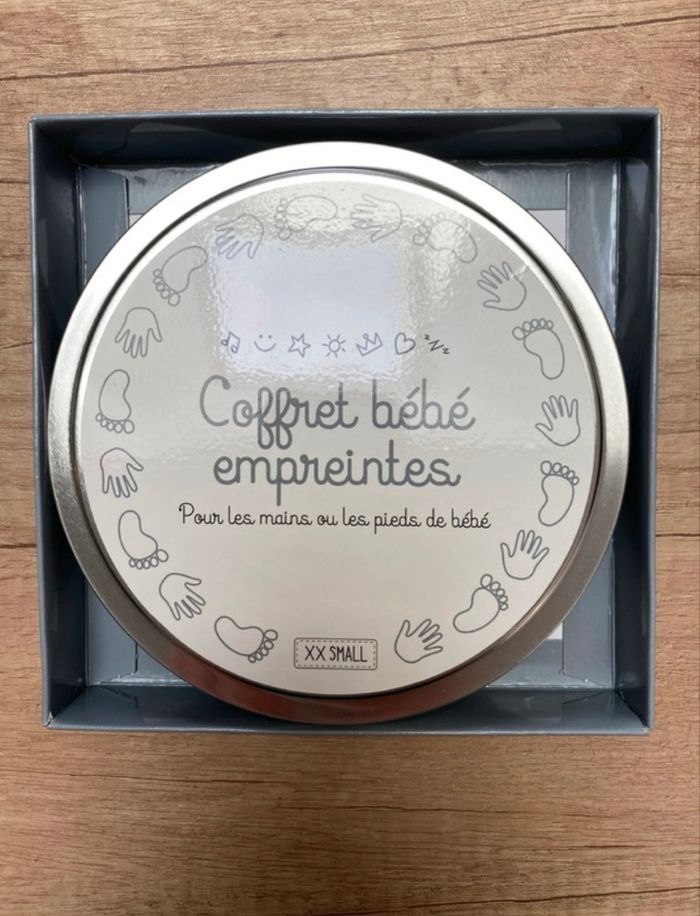 Coffret bébé
empreintes
Pour les mains ou les pieds de bébé
XX SMALL